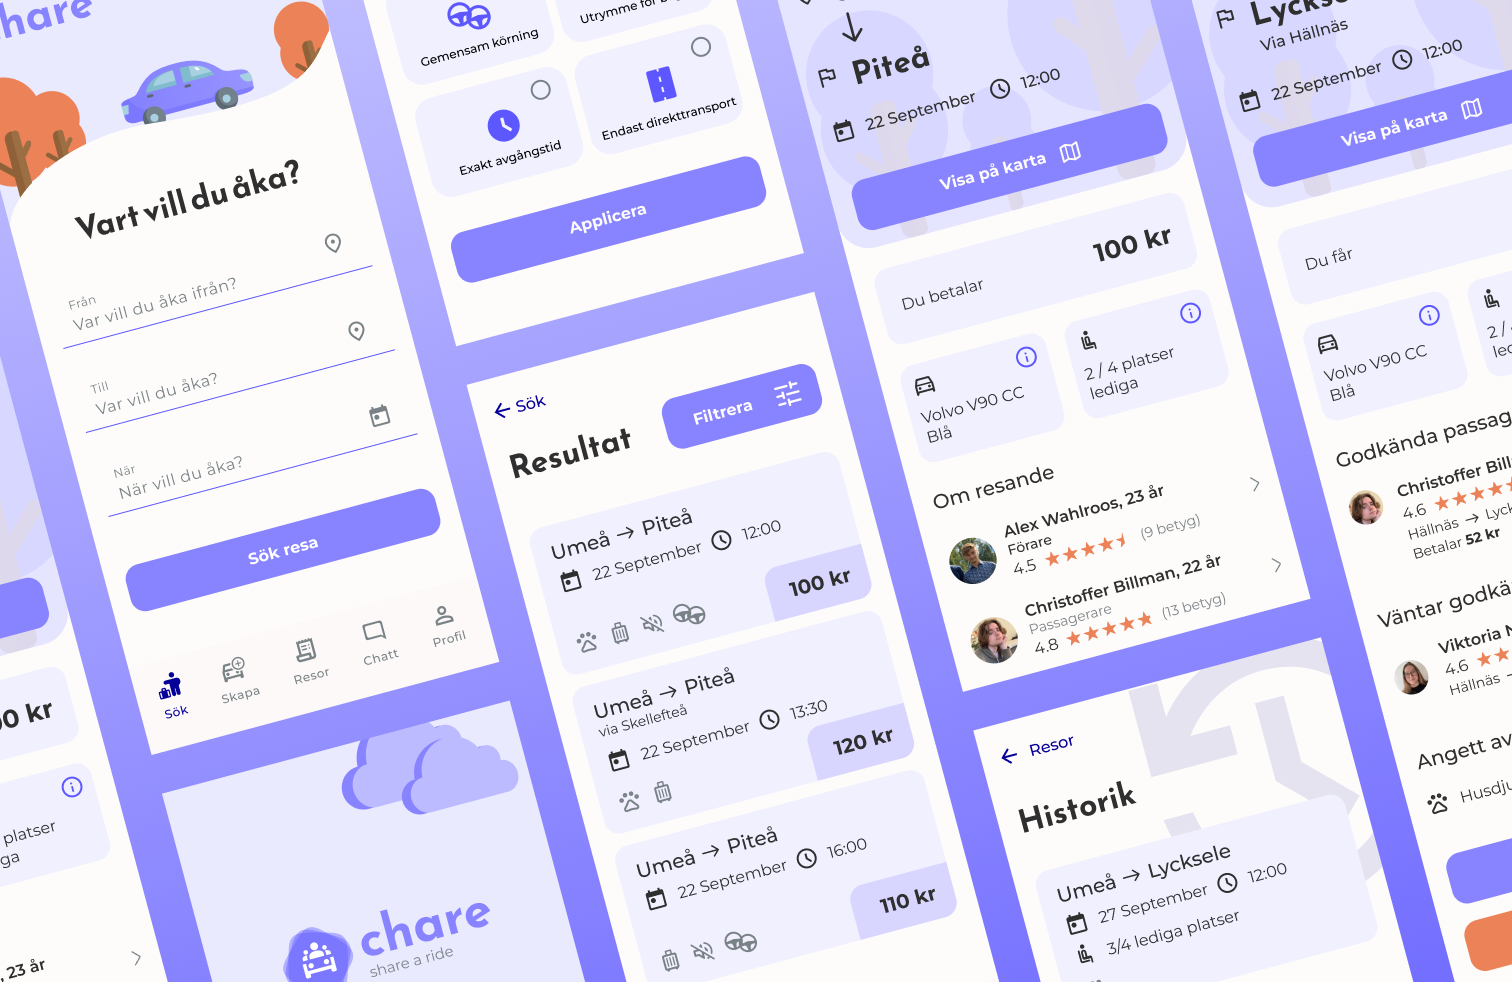 hare
Vart vill du åka?
Från
Var vill du åka ifrån?
Till
Var vill du åka?
När
När vill du åka?
Sök resa
Sök
Skapa
Resor
Chatt
Profil
kr
platser
23 år
share
share a ride
Gemensam körning
Utrymme för
Exakt avgångstid
Endast direkttransport
Applicera
Sök
Filtrera
Resultat
Umeå → Piteå
22 September 12:00
100 kr
Umeå → Piteå
via Skellefteå
22 September 13:30
120 kr
Umeå → Piteå
22 September 16:00
110 kr
↓
Piteå
22 September 12:00
Visa på karta
Du betalar
100 kr
Volvo V90 CC
Blå
2 / 4 platser
lediga
Om resande
Alex Wahlroos, 23 år
Förare
4.5 (9 betyg)
Christoffer Billman, 22 år
Passagerare
4.8 (13 betyg)
← Resor
Historik
Umeå → Lycksele
27 September 12:00
3/4 lediga platser
Lycksele
Via Hällnäs
22 September 12:00
Visa på karta
Du får
Volvo V90 CC
Blå
2 /
Godkända passag
Christoffer Bill
4.6
Hällnäs → Lyck
Betalar 52 kr
Väntar godkä
Viktoria
4.6
Hällnäs →
Angett av
Husdju